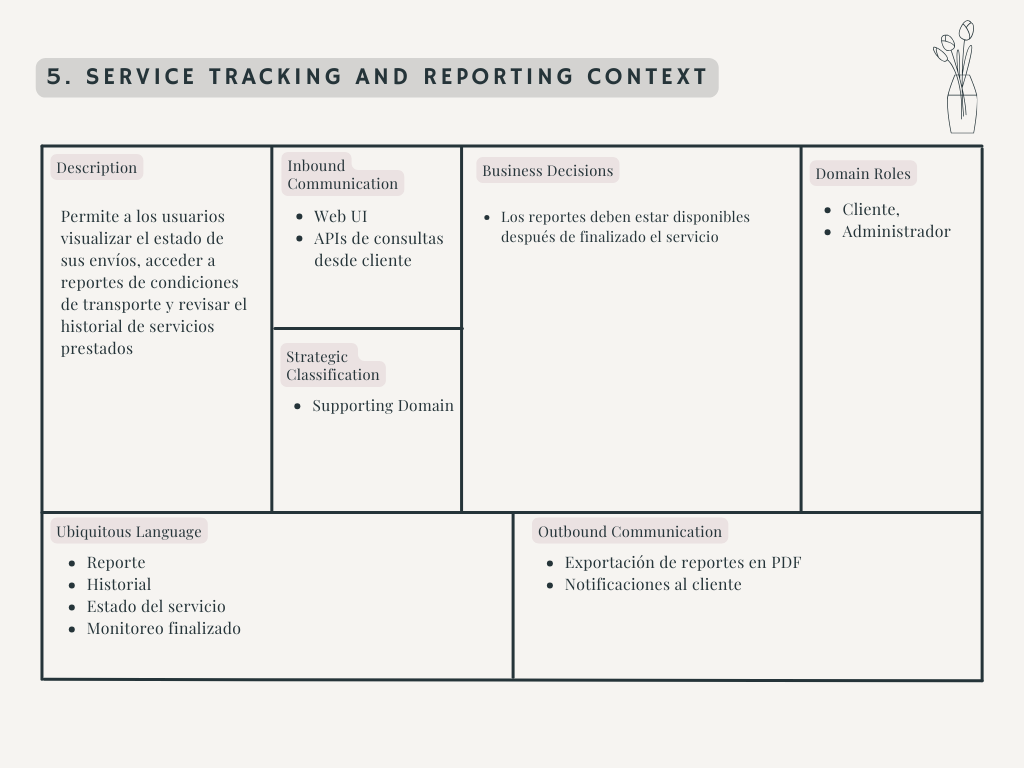 5. SERVICE TRACKING AND REPORTING CONTEXT
Description
Permite a los usuarios
visualizar el estado de
sus envíos, acceder a
reportes de condiciones
de transporte y revisar el
historial de servicios
prestados
Inbound
Communication
• Web UI
• APIs de consultas
desde cliente
Strategic
Classification
• Supporting Domain
Business Decisions
• Los reportes deben estar disponibles
después de finalizado el servicio
Domain Roles
• Cliente,
• Administrador
Ubiquitous Language
• Reporte
• Historial
• Estado del servicio
• Monitoreo finalizado
Outbound Communication
• Exportación de reportes en PDF
• Notificaciones al cliente